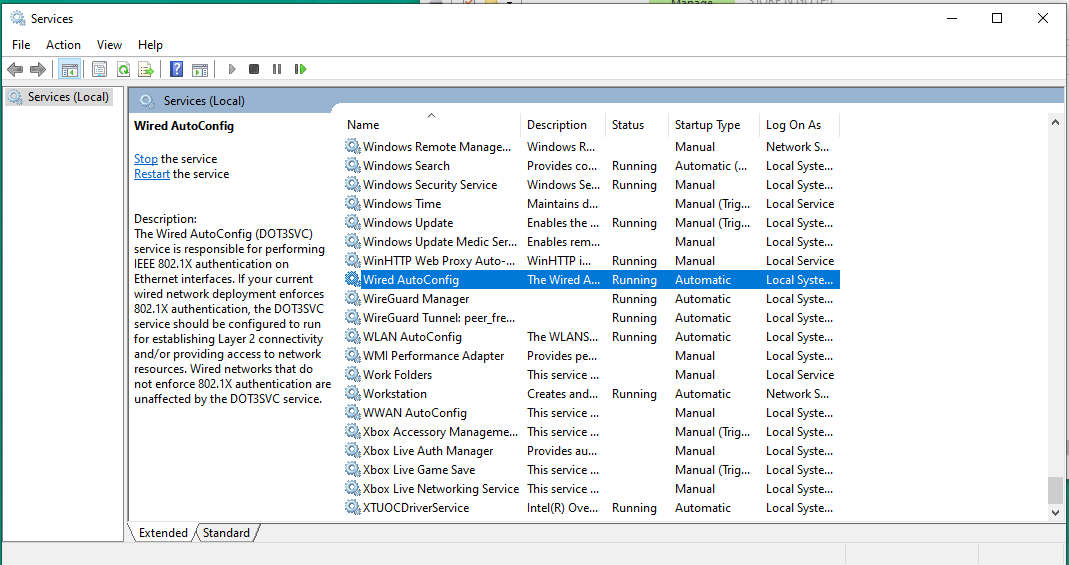 Manage
Services
File Action View Help
Services (Local)
Services (Local)
Wired AutoConfig
Stop the service
Restart the service
Description:
The Wired AutoConfig (DOT3SVC)
service is responsible for performing
IEEE 802.1X authentication on
Ethernet interfaces. If your current
wired network deployment enforces
802.1X authentication, the DOT3SVC
service should be configured to run
for establishing Layer 2 connectivity
and/or providing access to network
resources. Wired networks that do
not enforce 802.1X authentication are
unaffected by the DOT3SVC service.
Name Description Status Startup Type Log On As
Windows Remote Manage... Windows R... Manual Network S...
Windows Search Provides co... Running Automatic (... Local Syste...
Windows Security Service Windows Se... Running Manual Local Syste...
Windows Time Maintains d... Manual (Trig... Local Service
Windows Update Enables the ... Running Manual (Trig... Local Syste...
Windows Update Medic Ser... Enables rem... Manual Local Syste...
WinHTTP Web Proxy Auto-... WinHTTP i... Running Manual Local Service
Wired AutoConfig The Wired A... Running Automatic Local Syste...
WireGuard Manager Running Automatic Local Syste...
WireGuard Tunnel: peer_fre... Running Automatic Local Syste...
WLAN AutoConfig The WLANS... Running Automatic Local Syste...
WMI Performance Adapter Provides pe... Manual Local Syste...
Work Folders This service ... Manual Local Service
Workstation Creates and... Running Automatic Network S...
WWAN AutoConfig This service ... Manual Local Syste...
Xbox Accessory Manageme... This service ... Manual (Trig... Local Syste...
Xbox Live Auth Manager Provides au... Manual Local Syste...
Xbox Live Game Save This service ... Manual (Trig... Local Syste...
Xbox Live Networking Service This service ... Manual Local Syste...
XTUOCDriverService Intel(R) Ove... Running Automatic Local Syste...
Extended Standard